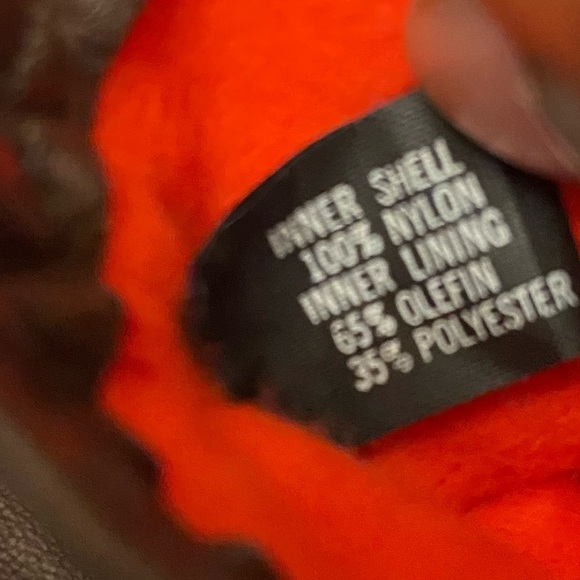 INNER SHELL
100% NYLON
INNER LINING
65% OLEFIN
35% POLYESTER